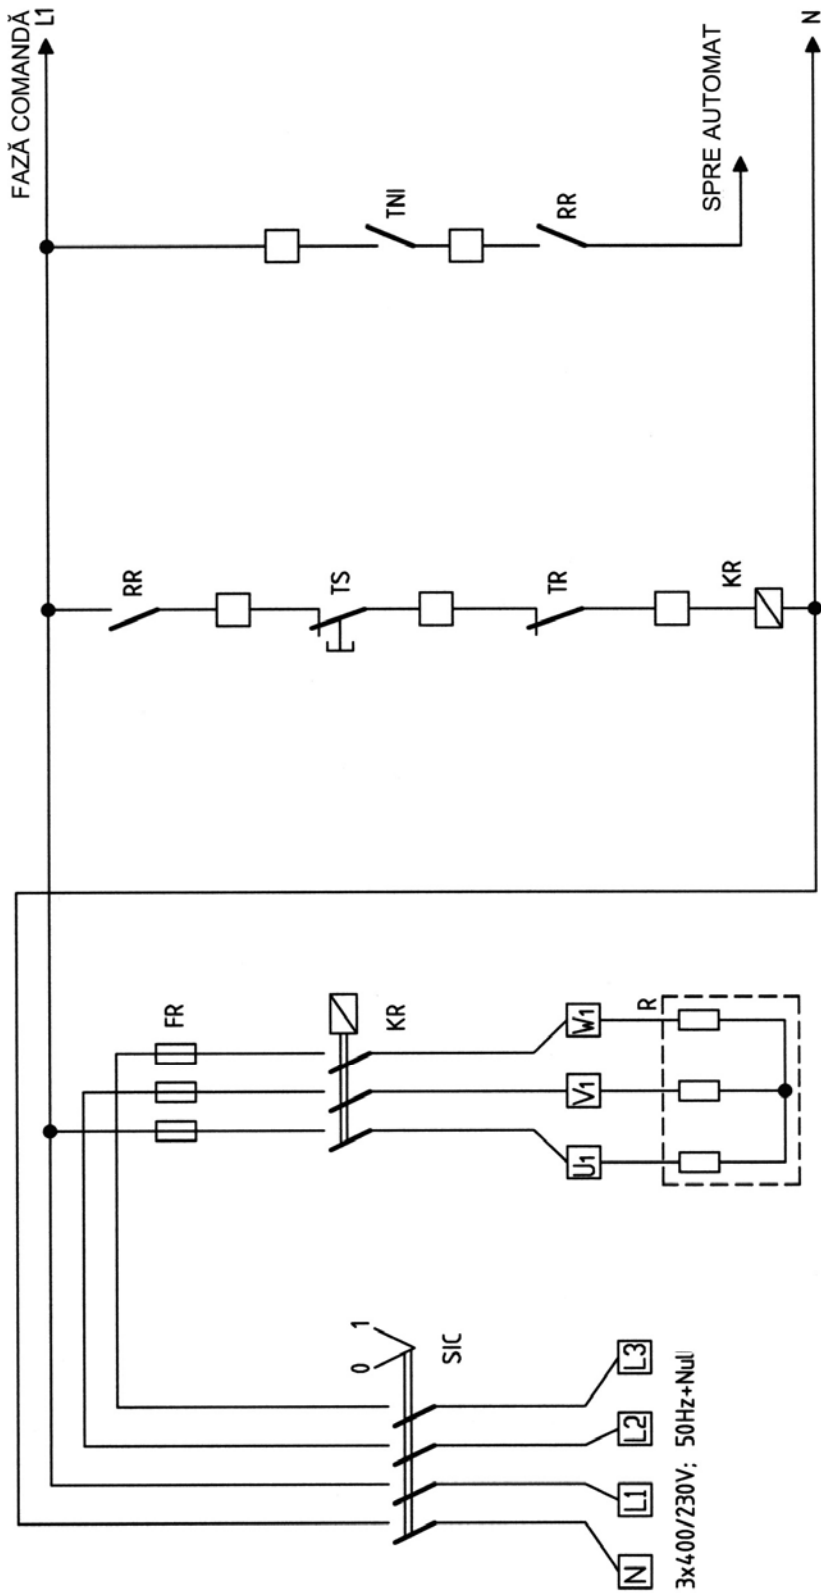 FAZĂ COMANDĂ
L1
N
SPRE AUTOMAT
TNI
RR
RR
TS
TR
KR
FR
KR
W1
V1
U1
R
0
1
SIC
N
L1
L2
L3
3x400/230V; 50Hz+Nul